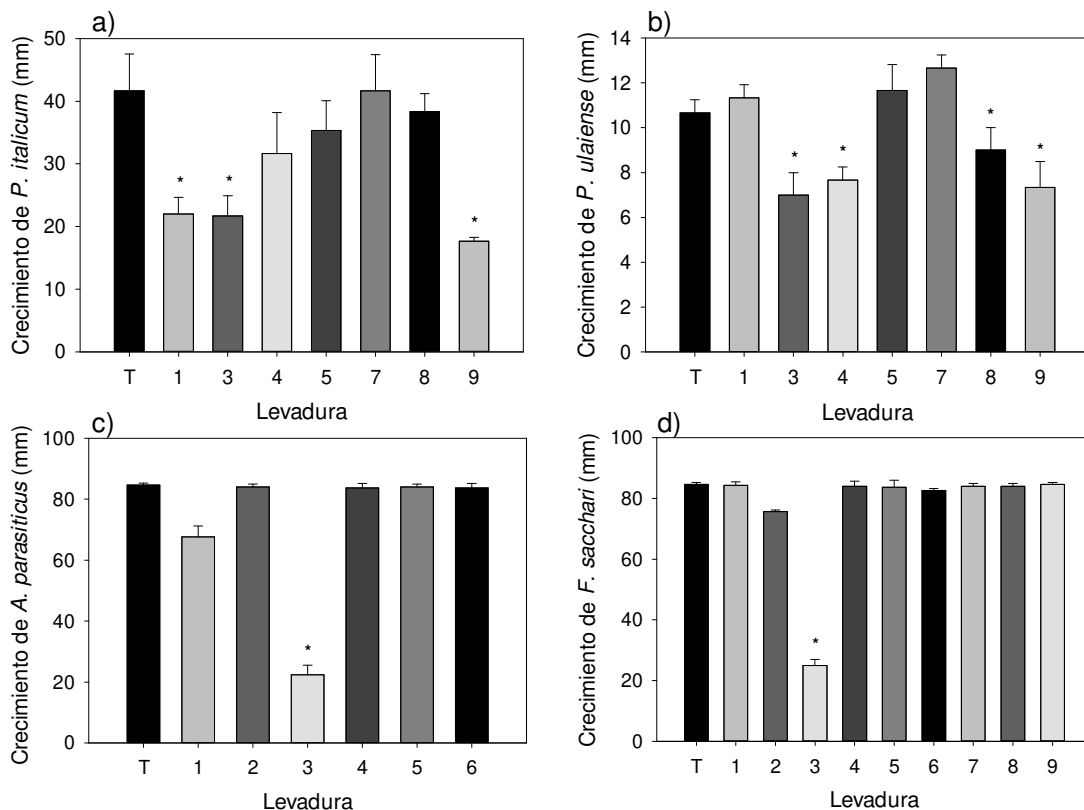 a)
Crecimiento de P. italicum (mm)
50
40
30
20
10
0
* * *
T 1 3 4 5 7 8 9
Levadura
b)
Crecimiento de P. ulaiense (mm)
14
12
10
8
6
4
2
0
* * * *
T 1 3 4 5 7 8 9
Levadura
c)
Crecimiento de A. parasiticus (mm)
100
80
60
40
20
0
*
T 1 2 3 4 5 6
Levadura
d)
Crecimiento de F. sacchari (mm)
100
80
60
40
20
0
*
T 1 2 3 4 5 6 7 8 9
Levadura